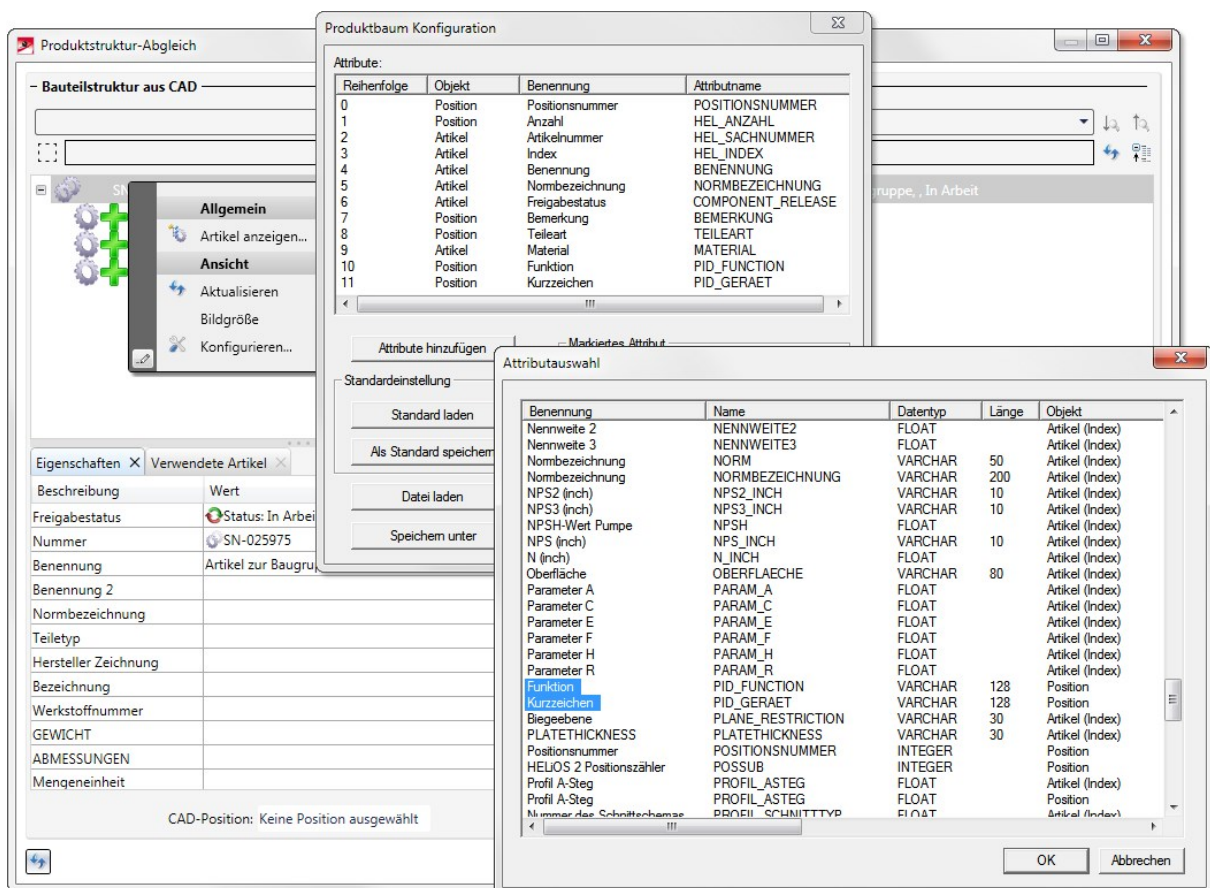 Produktstruktur-Abgleich
Bauteilstruktur aus CAD
SN
gruppe, , In Arbeit
Allgemein
Artikel anzeigen...
Ansicht
Aktualisieren
Bildgröße
Konfigurieren...
Eigenschaften Verwendete Artikel
Beschreibung Wert
Freigabestatus Status: In Arbei
Nummer SN-025975
Benennung Artikel zur Baugru
Benennung 2
Normbezeichnung
Teiletyp
Hersteller Zeichnung
Bezeichnung
Werkstoffnummer
GEWICHT
ABMESSUNGEN
Mengeneinheit
CAD-Position: Keine Position ausgewählt
Produktbaum Konfiguration
Attribute:
Reihenfolge Objekt Benennung Attributname
0 Position Positionsnummer POSITIONSNUMMER
1 Position Anzahl HEL_ANZAHL
2 Artikel Artikelnummer HEL_SACHNUMMER
3 Artikel Index HEL_INDEX
4 Artikel Benennung BENENNUNG
5 Artikel Normbezeichnung NORMBEZEICHNUNG
6 Artikel Freigabestatus COMPONENT_RELEASE
7 Position Bemerkung BEMERKUNG
8 Position Teileart TEILEART
9 Artikel Material MATERIAL
10 Position Funktion PID_FUNCTION
11 Position Kurzzeichen PID_GERAET
Attribute hinzufügen
Markiertes Attribut
Standardeinstellung
Standard laden
Als Standard speichern
Datei laden
Speichern unter
Attributauswahl
Benennung Name Datentyp Länge Objekt
Nennweite 2 NENNWEITE2 FLOAT Artikel (Index)
Nennweite 3 NENNWEITE3 FLOAT Artikel (Index)
Normbezeichnung NORM VARCHAR 50 Artikel (Index)
Normbezeichnung NORMBEZEICHNUNG VARCHAR 200 Artikel (Index)
NPS2 (inch) NPS2_INCH VARCHAR 10 Artikel (Index)
NPS3 (inch) NPS3_INCH VARCHAR 10 Artikel (Index)
NPSH-Wert Pumpe NPSH FLOAT Artikel (Index)
NPS (inch) NPS_INCH VARCHAR 10 Artikel (Index)
N (inch) N_INCH FLOAT Artikel (Index)
Oberfläche OBERFLAECHE VARCHAR 80 Artikel (Index)
Parameter A PARAM_A FLOAT Artikel (Index)
Parameter C PARAM_C FLOAT Artikel (Index)
Parameter E PARAM_E FLOAT Artikel (Index)
Parameter F PARAM_F FLOAT Artikel (Index)
Parameter H PARAM_H FLOAT Artikel (Index)
Parameter R PARAM_R FLOAT Artikel (Index)
Funktion PID_FUNCTION VARCHAR 128 Position
Kurzzeichen PID_GERAET VARCHAR 128 Position
Biegeebene PLANE_RESTRICTION VARCHAR 30 Artikel (Index)
PLATETHICKNESS PLATETHICKNESS VARCHAR 30 Artikel (Index)
Positionsnummer POSITIONSNUMMER INTEGER Position
HELiOS 2 Positionszähler POSSUB INTEGER Position
Profil A-Steg PROFIL_ASTEG FLOAT Artikel (Index)
Profil A-Steg PROFIL_ASTEG FLOAT Position
Nummer des Schnittschemas PROFIL_SCHNITTTYP FLOAT Artikel (Index)
OK Abbrechen